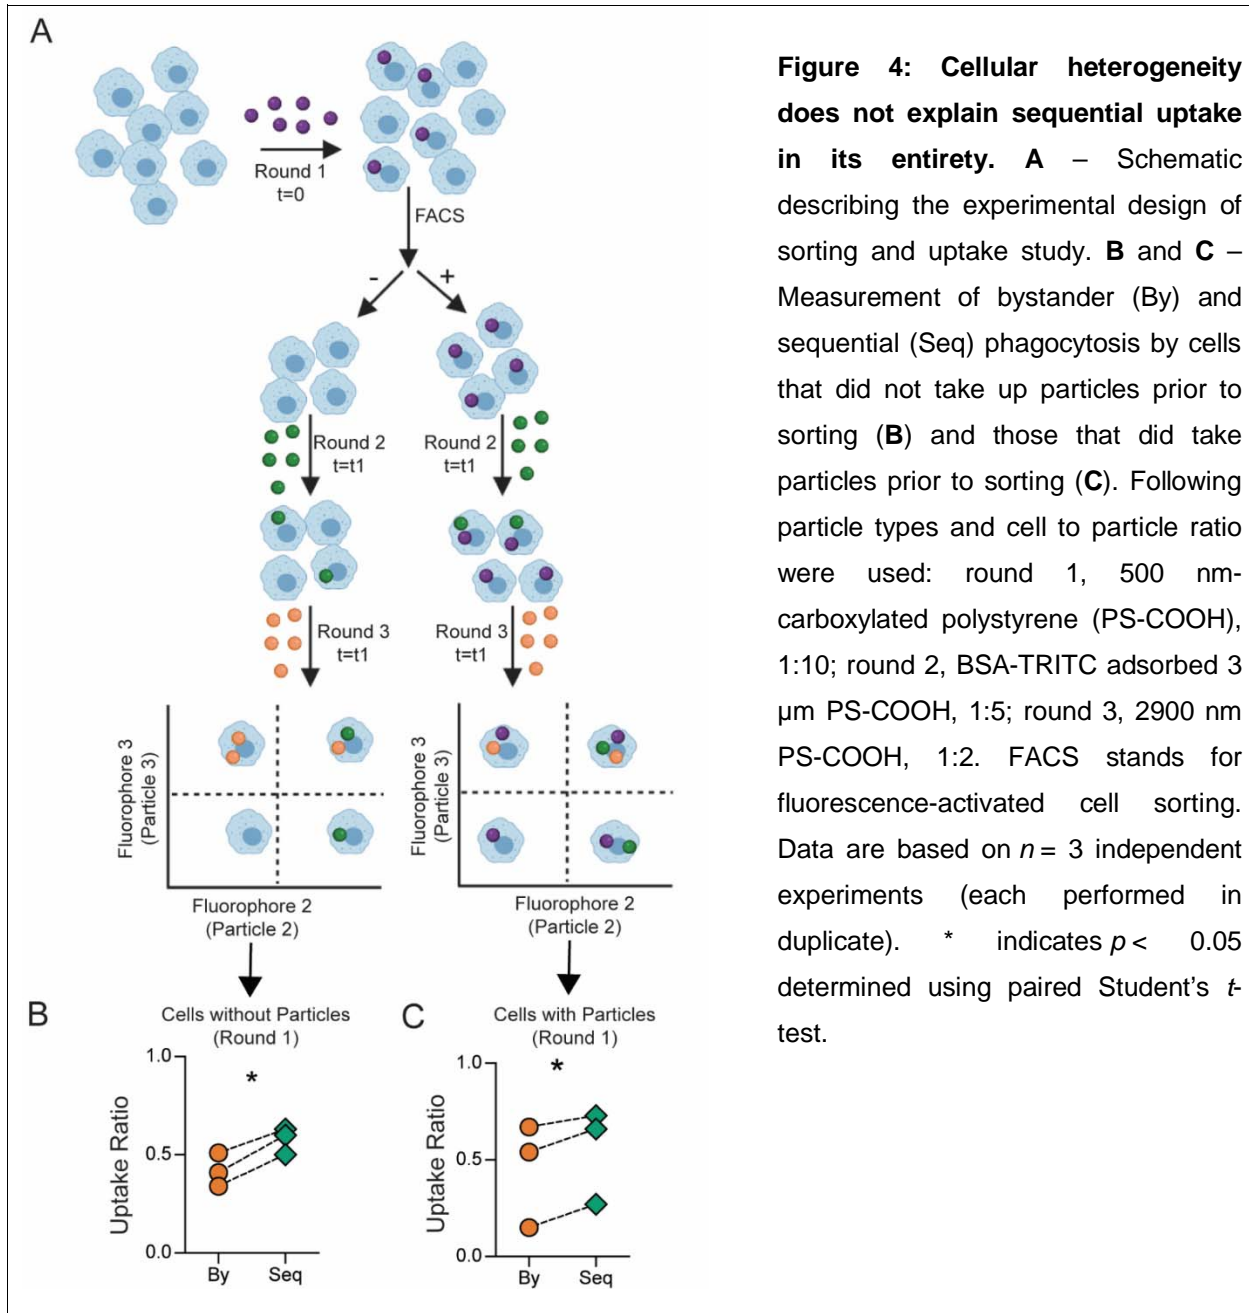 A
Round 1
t=0
FACS
-
+
Round 2
t=t1
Round 2
t=t1
Round 3
t=t1
Round 3
t=t1
Fluorophore 3
(Particle 3)
Fluorophore 2
(Particle 2)
Fluorophore 3
(Particle 3)
Fluorophore 2
(Particle 2)
B
Cells without Particles
(Round 1)
1.0
*
0.5
0.0
Uptake Ratio
By
Seq
C
Cells with Particles
(Round 1)
1.0
*
0.5
0.0
Uptake Ratio
By
Seq
Figure 4: Cellular heterogeneity
does not explain sequential uptake
in its entirety. A – Schematic
describing the experimental design of
sorting and uptake study. B and C –
Measurement of bystander (By) and
sequential (Seq) phagocytosis by cells
that did not take up particles prior to
sorting (B) and those that did take
particles prior to sorting (C). Following
particle types and cell to particle ratio
were used: round 1, 500 nm-
carboxylated polystyrene (PS-COOH),
1:10; round 2, BSA-TRITC adsorbed 3
µm PS-COOH, 1:5; round 3, 2900 nm
PS-COOH, 1:2. FACS stands for
fluorescence-activated cell sorting.
Data are based on n = 3 independent
experiments (each performed in
duplicate). * indicates p < 0.05
determined using paired Student’s t-
test.